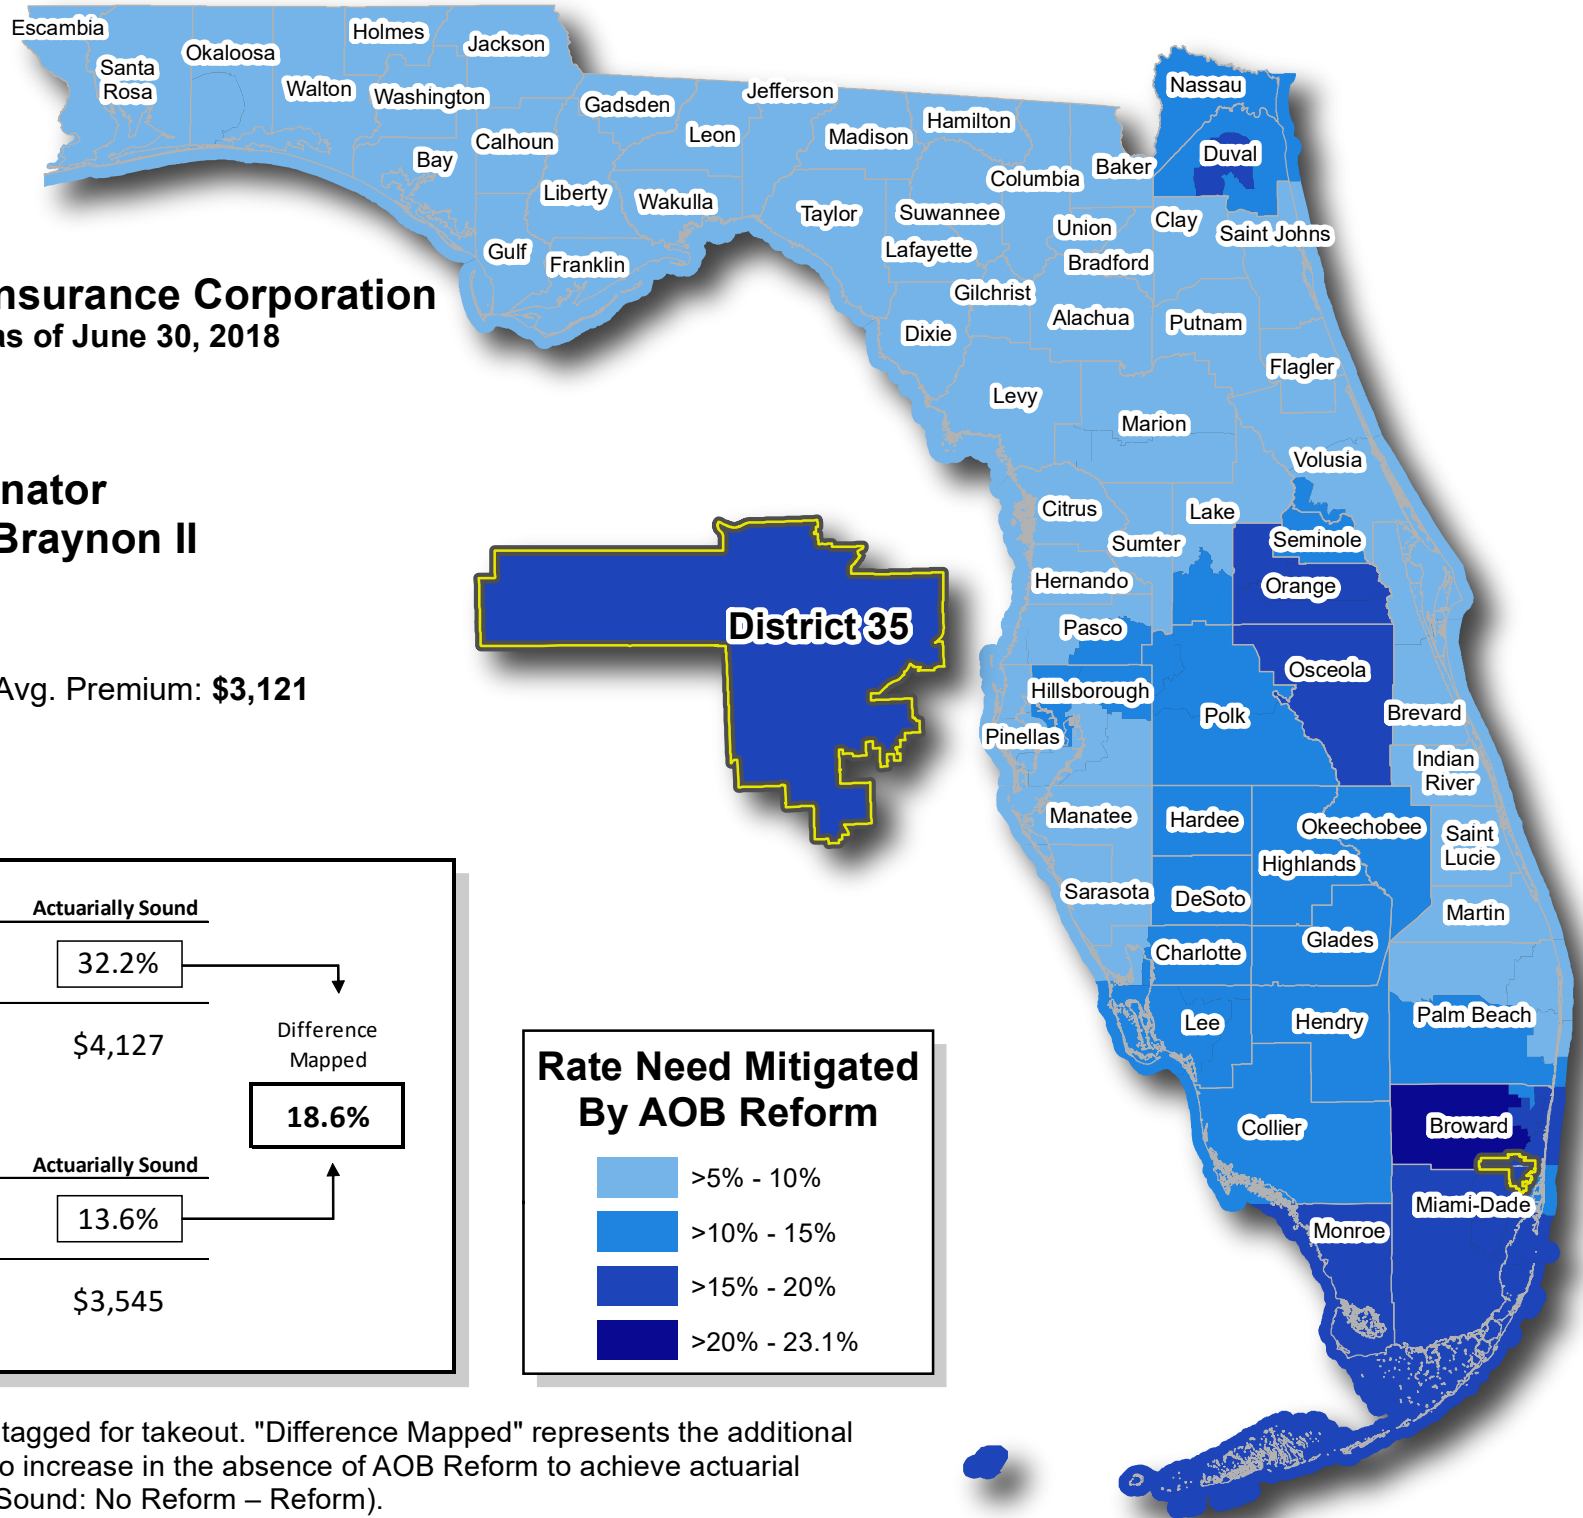 Escambia
Santa
Rosa
Okaloosa
Holmes
Jackson
Walton
Washington
Bay
Calhoun
Gulf
Gadsden
Liberty
Franklin
Leon
Wakulla
Jefferson
Madison
Taylor
Hamilton
Suwannee
Lafayette
Columbia
Baker
Nassau
Duval
Union
Bradford
Clay
Saint Johns
Gilchrist
Dixie
Alachua
Putnam
Flagler
Levy
Marion
Volusia
Citrus
Sumter
Lake
Seminole
Orange
Hernando
Pasco
Hillsborough
Pinellas
Polk
Osceola
Brevard
Indian
River
Manatee
Hardee
Okeechobee
Saint
Lucie
Highlands
Sarasota
DeSoto
Martin
Charlotte
Glades
Lee
Hendry
Palm Beach
Collier
Broward
Miami-Dade
Monroe
nsurance Corporation
as of June 30, 2018
nator
Braynon II
District 35
Avg. Premium: $3,121
Actuarially Sound
32.2%
$4,127
Difference
Mapped
18.6%
Actuarially Sound
13.6%
$3,545
Rate Need Mitigated
By AOB Reform
>5% - 10%
>10% - 15%
>15% - 20%
>20% - 23.1%
tagged for takeout. "Difference Mapped" represents the additional
o increase in the absence of AOB Reform to achieve actuarial
Sound: No Reform – Reform).